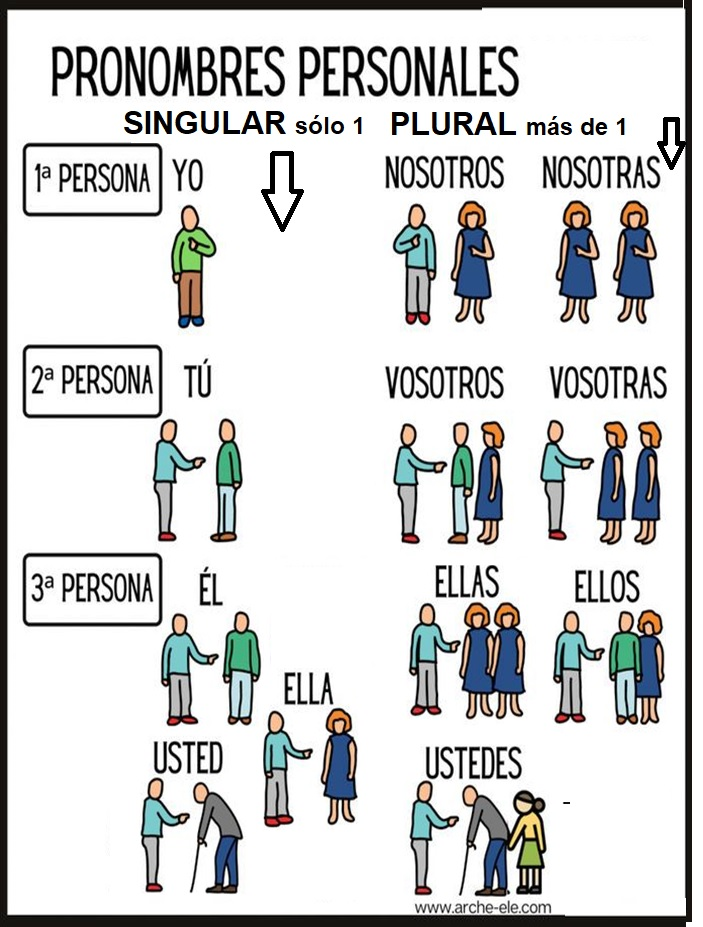 PRONOMBRES PERSONALES
SINGULAR sólo 1 PLURAL más de 1
1ª PERSONA YO NOSOTROS NOSOTRAS
2ª PERSONA TÚ VOSOTROS VOSOTRAS
3ª PERSONA ÉL ELLAS ELLOS
ELLA
USTED USTEDES
-
www.arche-ele.com